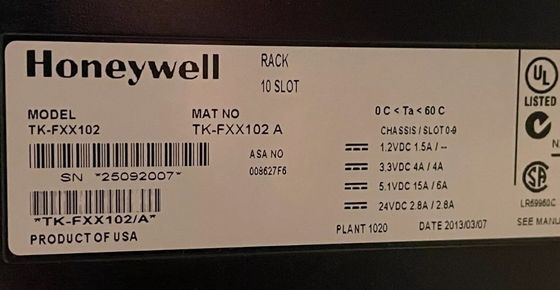 Honeywell
RACK
10 SLOT
MODEL
TK-FXX102
MAT NO
TK-FXX102 A
0 C < Ta < 60 C
CHASSIS / SLOT 0-9
SN *25092007*
ASA NO
008627F6
1.2VDC 1.5A / --
3.3VDC 4A / 4A
5.1VDC 15A / 6A
24VDC 2.8A / 2.8A
*TK-FXX102/A*
PRODUCT OF USA
PLANT 1020
DATE 2013/03/07
UL
LISTED
SA
LR69960C
SEE MANU